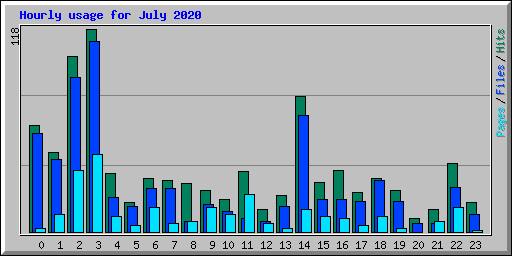 Hourly usage for July 2020
118
Pages/Files/Hits
0 1 2 3 4 5 6 7 8 9 10 11 12 13 14 15 16 17 18 19 20 21 22 23